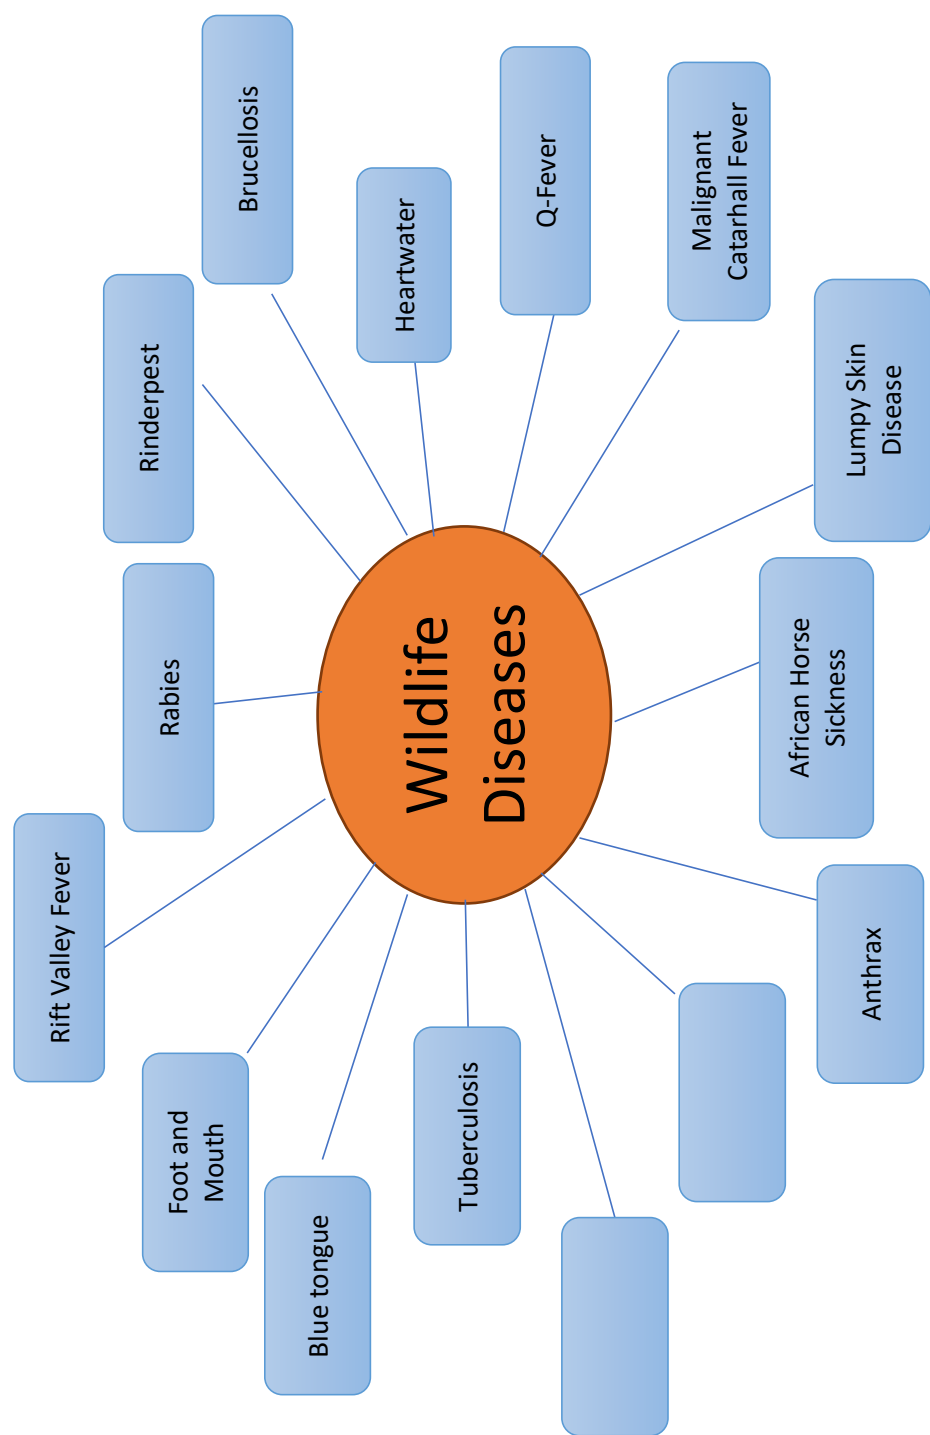 Wildlife
Diseases
Rift Valley Fever
Rabies
Rinderpest
Brucellosis
Heartwater
Q-Fever
Malignant
Catarhall Fever
Lumpy Skin
Disease
African Horse
Sickness
Anthrax
Tuberculosis
Blue tongue
Foot and
Mouth